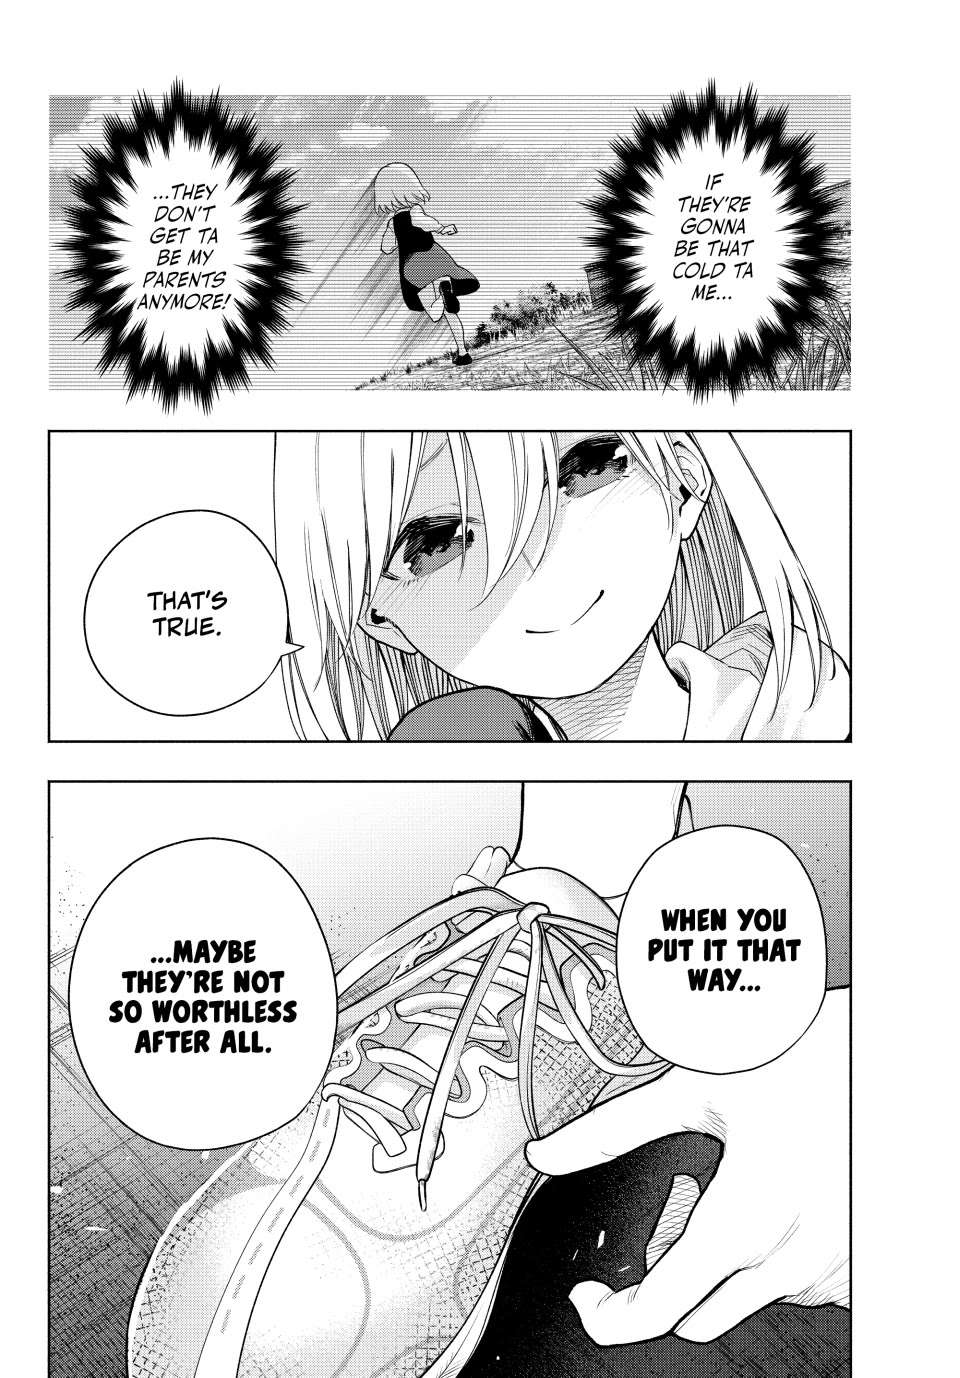 IF
THEY'RE
GONNA
BE THAT
COLD TA
ME...
...THEY
DON'T
GET TA
BE MY
PARENTS
ANYMORE!
THAT'S
TRUE.
WHEN YOU
PUT IT THAT
WAY...
...MAYBE
THEY'RE NOT
SO WORTHLESS
AFTER ALL.